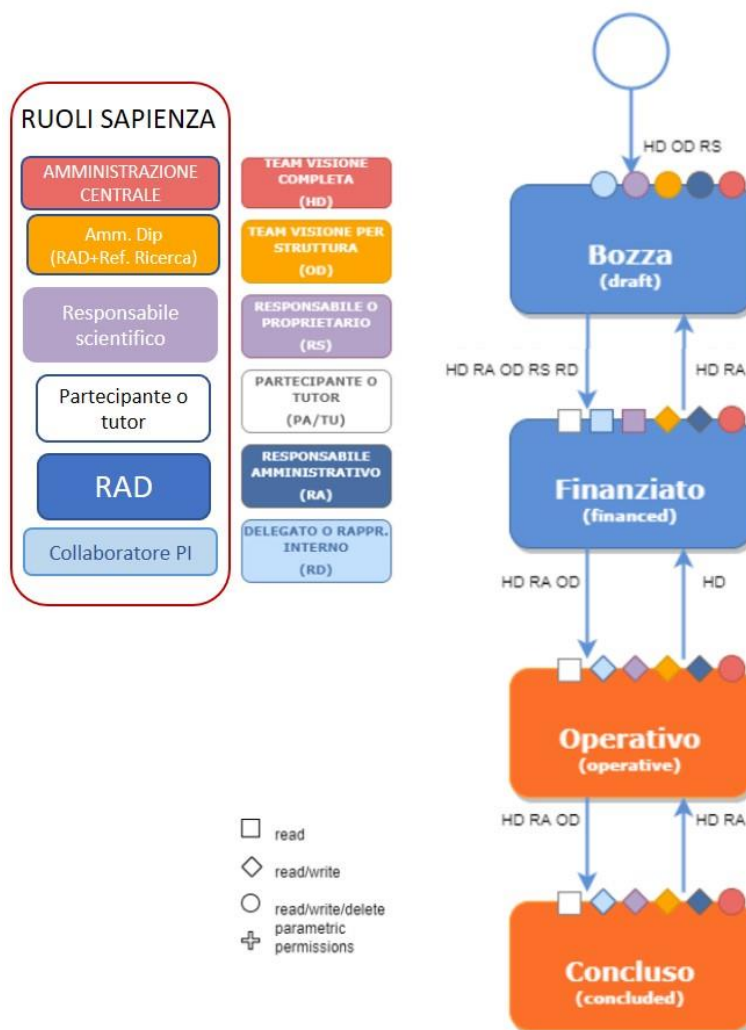 RUOLI SAPIENZA
AMMINISTRAZIONE
CENTRALE
Amm. Dip
(RAD+Ref. Ricerca)
Responsabile
scientifico
Partecipante o
tutor
RAD
Collaboratore PI
TEAM VISIONE
COMPLETA
(HD)
TEAM VISIONE PER
STRUTTURA
(OD)
RESPONSABILE O
PROPRIETARIO
(RS)
PARTECIPANTE O
TUTOR
(PA/TU)
RESPONSABILE
AMMINISTRATIVO
(RA)
DELEGATO O RAPPR.
INTERNO
(RD)
HD OD RS
Bozza
(draft)
HD RA OD RS RD
HD RA
Finanziato
(financed)
HD RA OD
HD
Operativo
(operative)
HD RA OD
HD RA
Concluso
(concluded)
read
read/write
read/write/delete
parametric
permissions